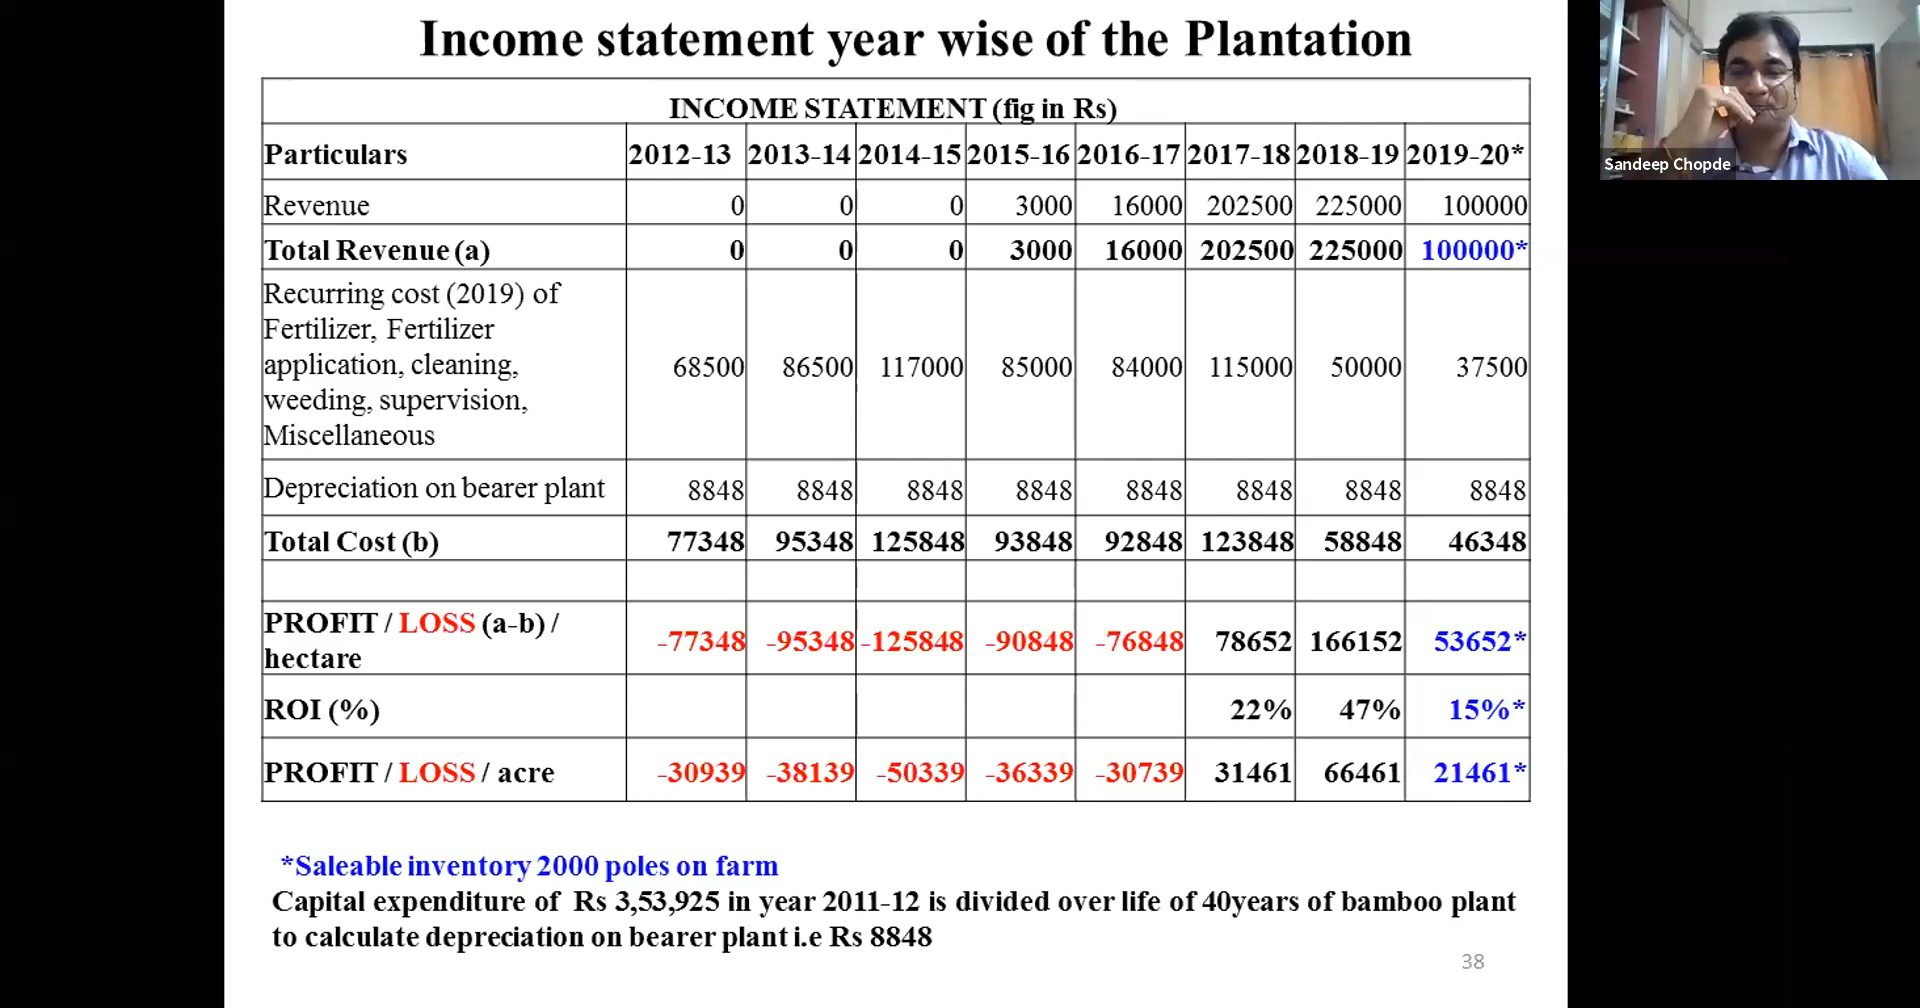 Income statement year wise of the Plantation
INCOME STATEMENT (fig in Rs)
Particulars 2012-13 2013-14 2014-15 2015-16 2016-17 2017-18 2018-19 2019-20*
Revenue 0 0 0 3000 16000 202500 225000 100000
Total Revenue (a) 0 0 0 3000 16000 202500 225000 100000*
Recurring cost (2019) of
Fertilizer, Fertilizer
application, cleaning,
weeding, supervision,
Miscellaneous
68500 86500 117000 85000 84000 115000 50000 37500
Depreciation on bearer plant 8848 8848 8848 8848 8848 8848 8848 8848
Total Cost (b) 77348 95348 125848 93848 92848 123848 58848 46348
PROFIT / LOSS (a-b) /
hectare
-77348 -95348 -125848 -90848 -76848 78652 166152 53652*
ROI (%) 22% 47% 15%*
PROFIT / LOSS / acre -30939 -38139 -50339 -36339 -30739 31461 66461 21461*
*Saleable inventory 2000 poles on farm
Capital expenditure of Rs 3,53,925 in year 2011-12 is divided over life of 40years of bamboo plant
to calculate depreciation on bearer plant i.e Rs 8848
38
Sandeep Chopde